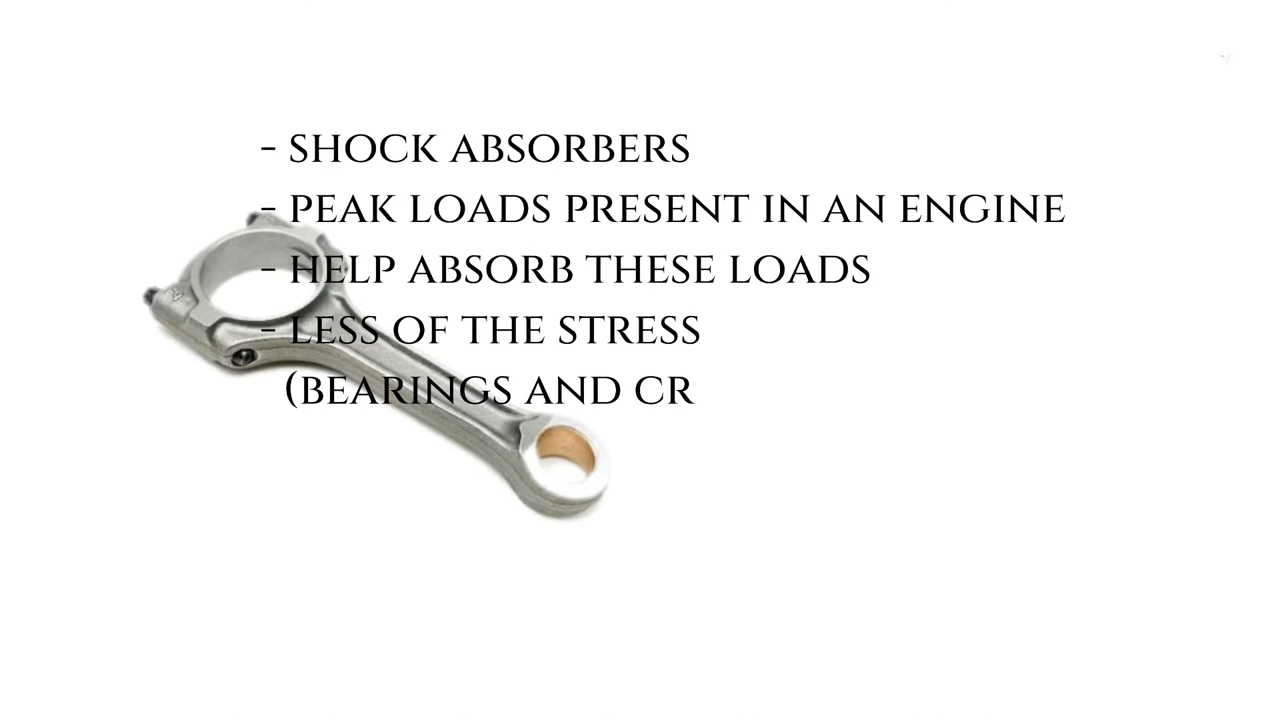 - SHOCK ABSORBERS
- PEAK LOADS PRESENT IN AN ENGINE
- HELP ABSORB THESE LOADS
- LESS OF THE STRESS
(BEARINGS AND CR